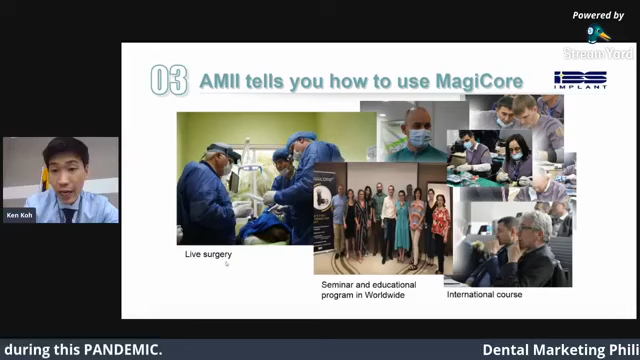 Powered by
StreamYard
03 AMII tells you how to use MagiCore
IBS
IMPLANT
Ken Koh
Live surgery
Seminar and educational
program in Worldwide
International course
during this PANDEMIC.
Dental Marketing Phili